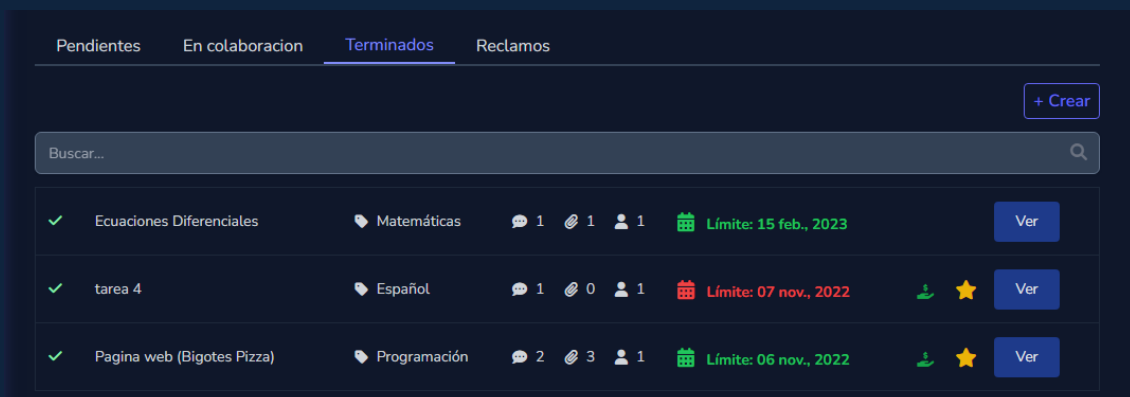 Pendientes En colaboracion Terminados Reclamos
+ Crear
Buscar...
Ecuaciones Diferenciales Matemáticas 1 1 1 Límite: 15 feb., 2023 Ver
tarea 4 Español 1 0 1 Límite: 07 nov., 2022 Ver
Pagina web (Bigotes Pizza) Programación 2 3 1 Límite: 06 nov., 2022 Ver